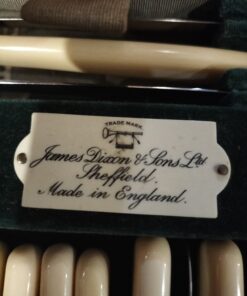 TRADE MARK
James Dixon & Sons Ltd.
Sheffield.
Made in England.